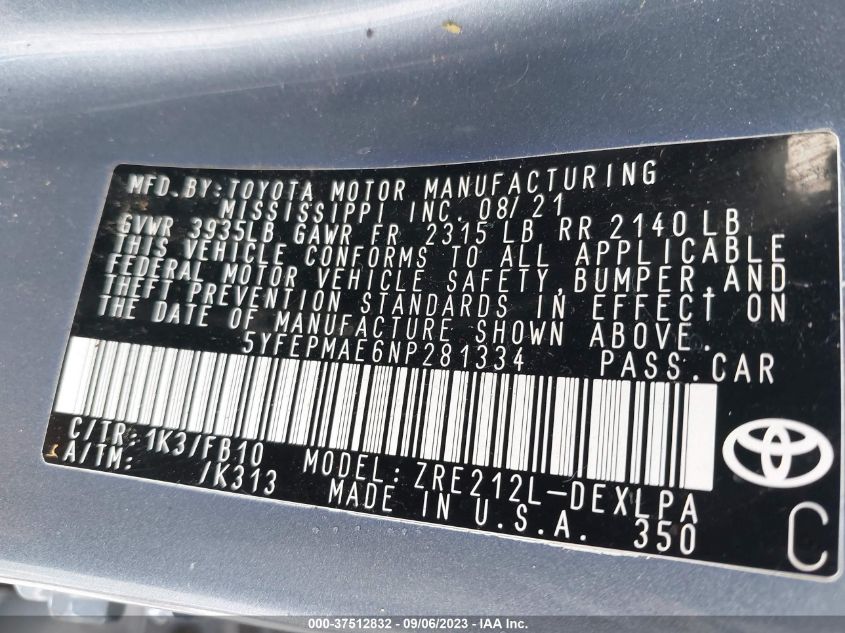 MFD. BY: TOYOTA MOTOR MANUFACTURING
MISSISSIPPI INC. 08/21
GVWR 3935LB GAWR FR 2315 LB RR 2140 LB
THIS VEHICLE CONFORMS TO ALL APPLICABLE
FEDERAL MOTOR VEHICLE SAFETY, BUMPER, AND
THEFT PREVENTION STANDARDS IN EFFECT ON
THE DATE OF MANUFACTURE SHOWN ABOVE.
5YFEPMAE6NP281334 PASS. CAR
C/TR: 1K3/FB10 MODEL: ZRE212L-DEXLPA
A/TM: /K313 MADE IN U.S.A. 350
C
000-37512832 - 09/06/2023 - IAA Inc.